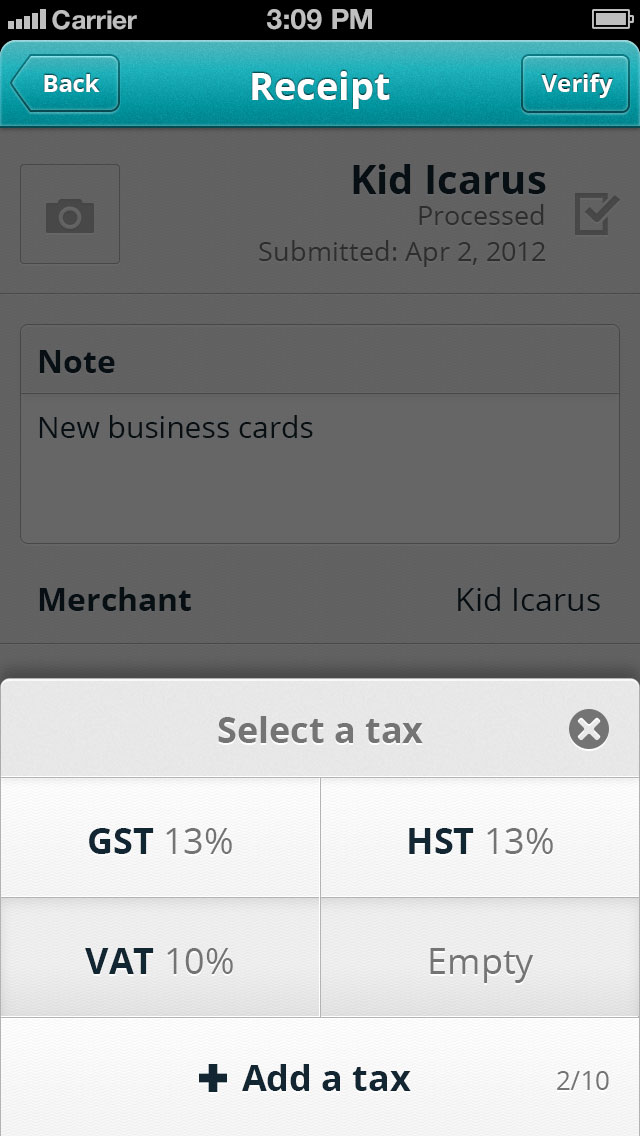 Carrier 3:09 PM
Back Receipt Verify
Kid Icarus
Processed
Submitted: Apr 2, 2012
Note
New business cards
Merchant Kid Icarus
Select a tax
GST 13% HST 13%
VAT 10% Empty
Add a tax 2/10